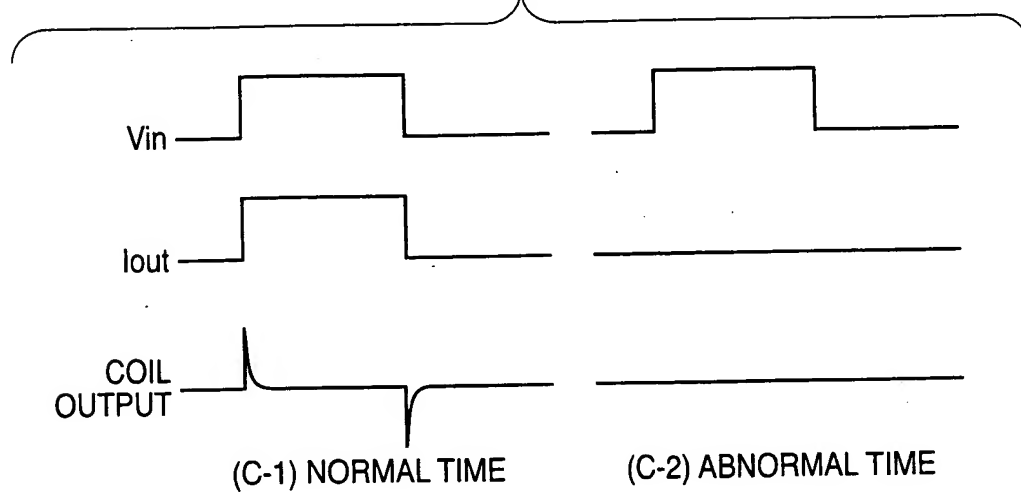 Vin
Iout
COIL
OUTPUT
(C-1) NORMAL TIME
(C-2) ABNORMAL TIME